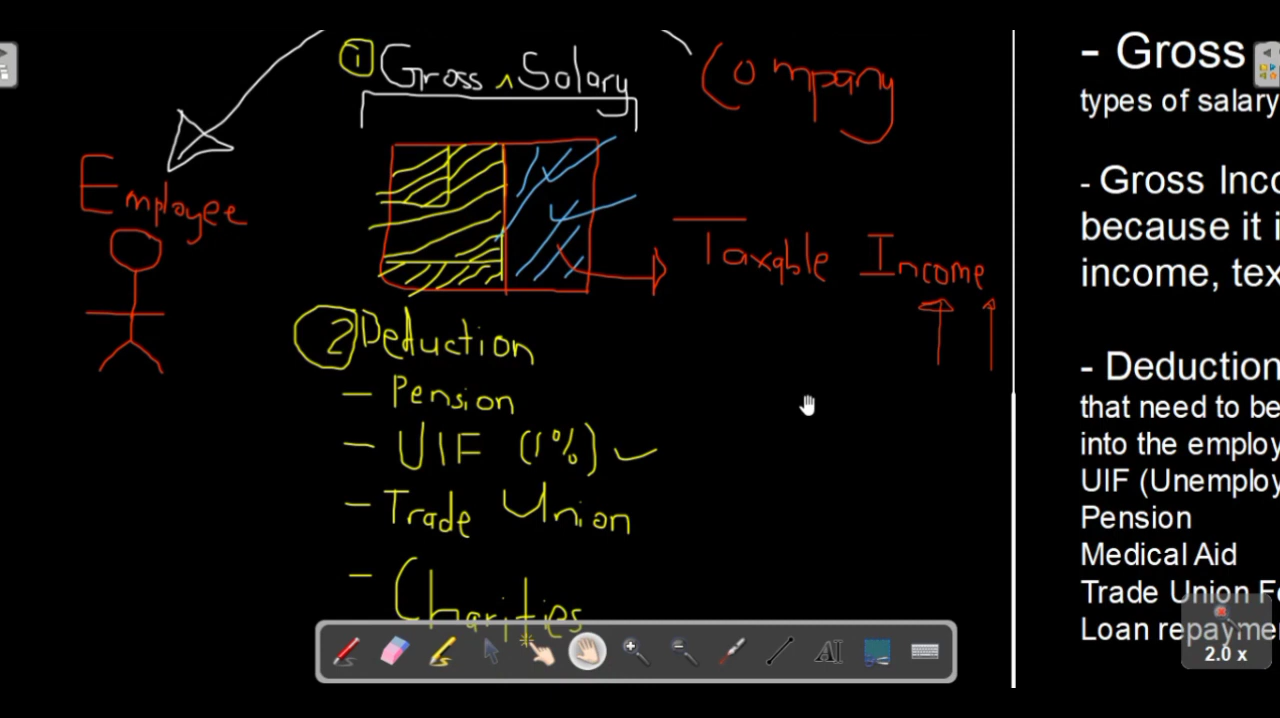 ① Gross ^ Salary
Company
Employee
Taxable Income
② Deduction
- Pension
- UIF (1%) ✓
- Trade Union
- Charities
- Gross
types of salary
- Gross Inco
because it i
income, tex
- Deduction
that need to be
into the employ
UIF (Unemploy
Pension
Medical Aid
Trade Union Fe
Loan repayme
2.0 x